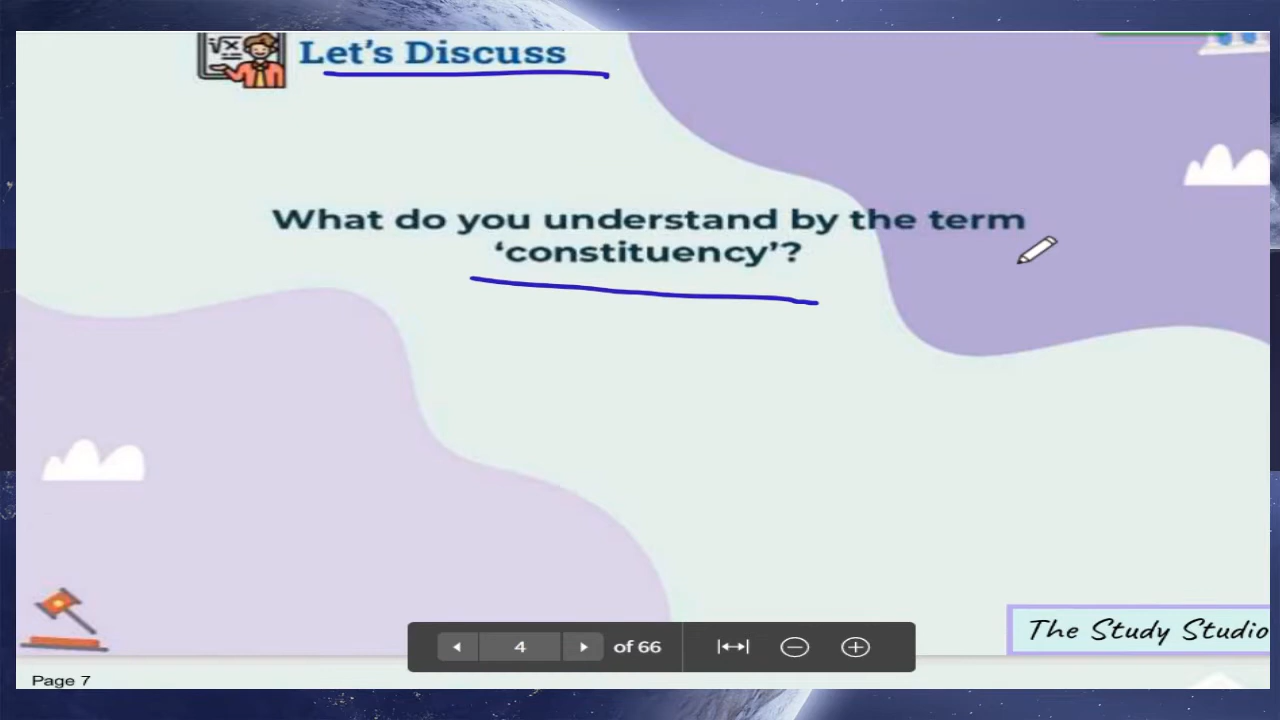 Let's Discuss
What do you understand by the term
‘constituency’?
4 of 66
The Study Studio
Page 7